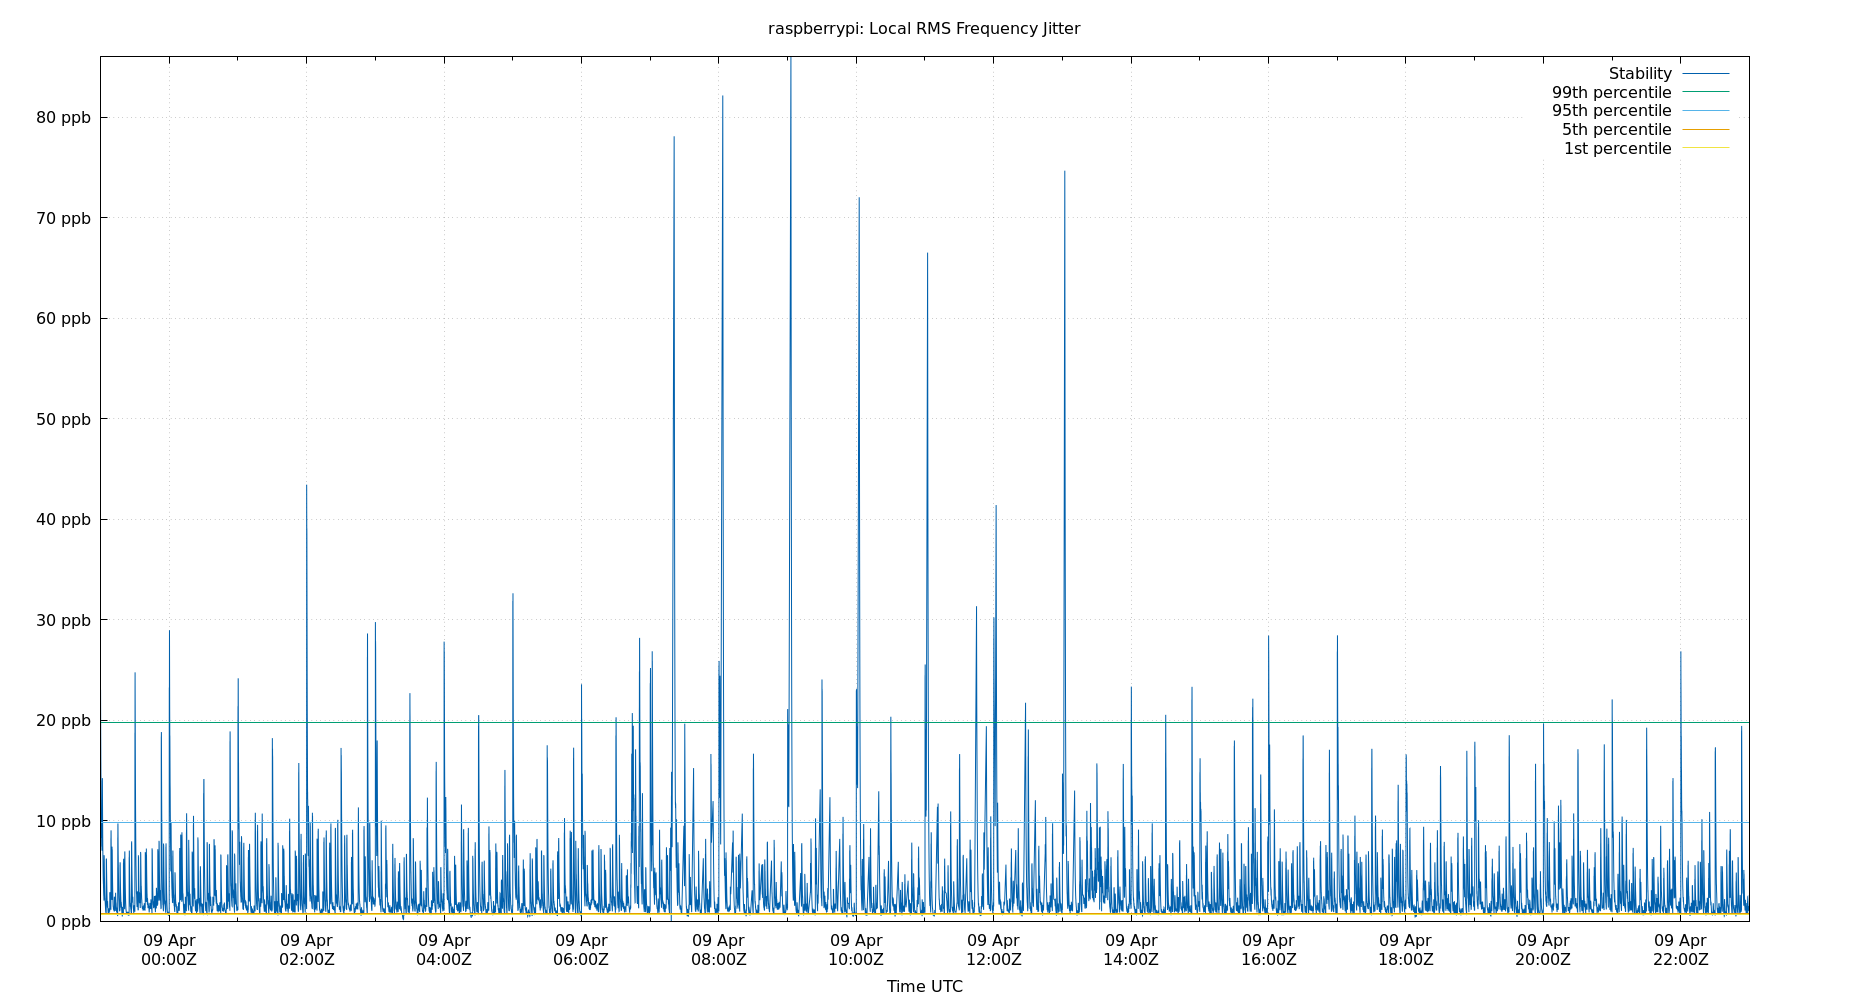 raspberrypi: Local RMS Frequency Jitter
Stability
99th percentile
95th percentile
5th percentile
1st percentile
80 ppb
70 ppb
60 ppb
50 ppb
40 ppb
30 ppb
20 ppb
10 ppb
0 ppb
09 Apr 09 Apr 09 Apr 09 Apr 09 Apr 09 Apr 09 Apr 09 Apr 09 Apr 09 Apr 09 Apr 09 Apr
00:00Z 02:00Z 04:00Z 06:00Z 08:00Z 10:00Z 12:00Z 14:00Z 16:00Z 18:00Z 20:00Z 22:00Z
Time UTC